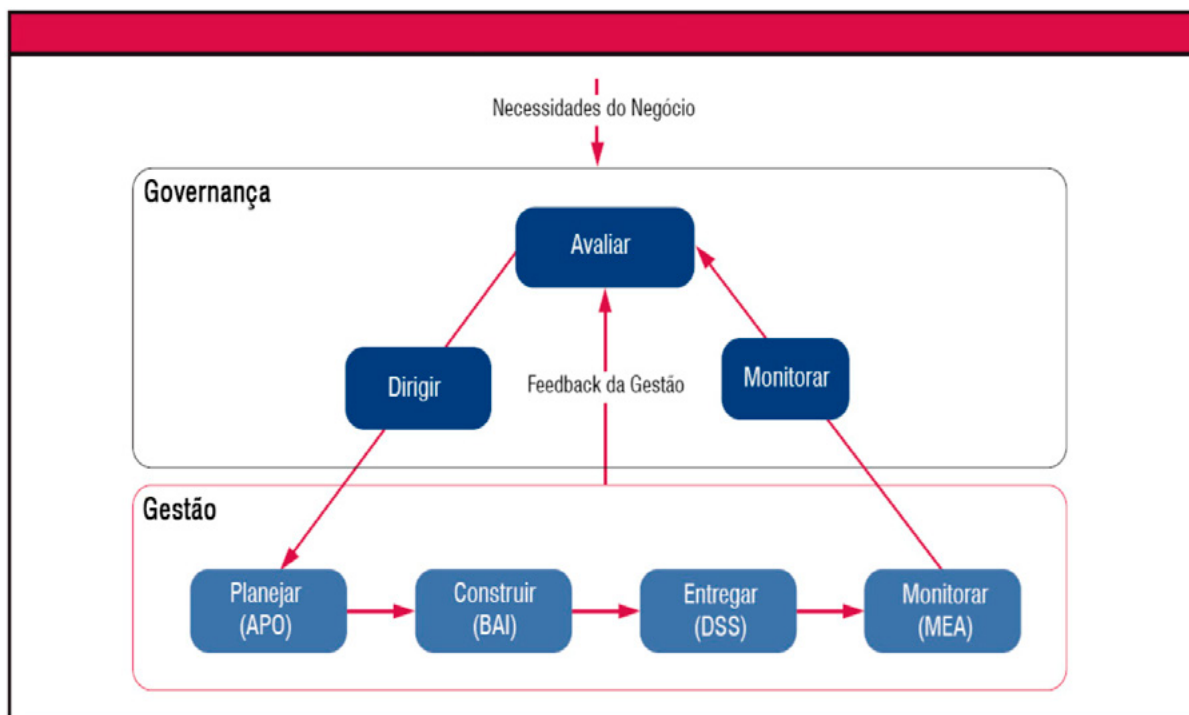 Necessidades do Negócio
Governança
Avaliar
Dirigir
Feedback da Gestão
Monitorar
Gestão
Planejar
(APO)
Construir
(BAI)
Entregar
(DSS)
Monitorar
(MEA)